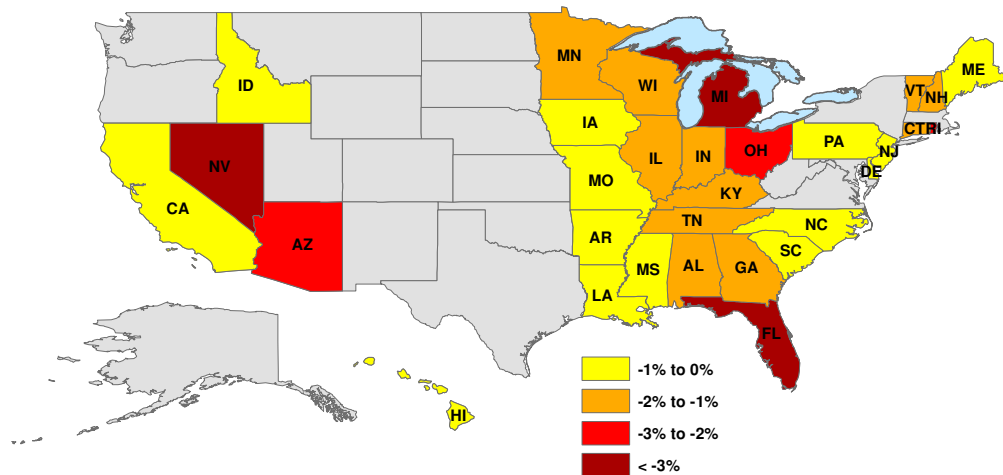 MN
ME
ID
WI
VT
NH
MI
IA
CT
RI
PA
OH
NJ
NV
IL
IN
DE
MO
KY
CA
TN
NC
AZ
AR
SC
MS
AL
GA
LA
FL
-1% to 0%
-2% to -1%
HI
-3% to -2%
< -3%